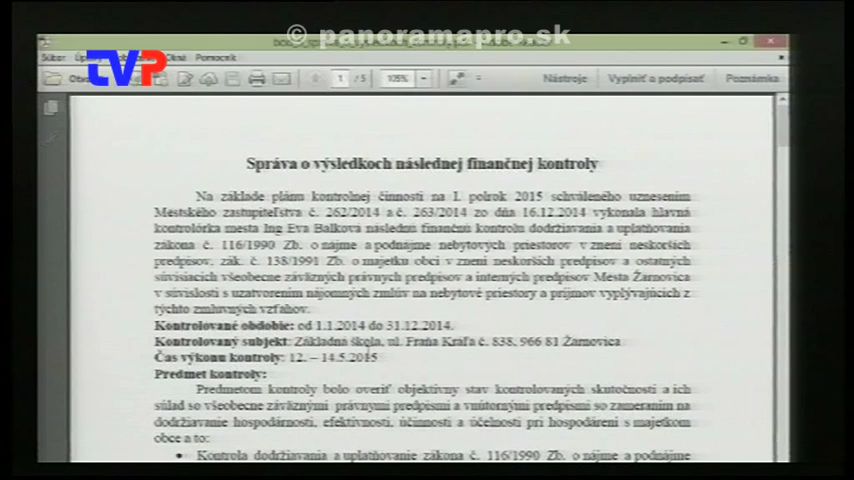 © panoramapro.sk
TVP
Súbor Okná Pomocník
1 / 5 105% Nástroje Vyplniť a podpísať Poznámka
Správa o výsledkoch následnej finančnej kontroly
Na základe plánu kontrolnej činnosti na I. polrok 2015 schváleného uznesením
Mestského zastupiteľstva č. 262/2014 a č. 263/2014 zo dňa 16.12.2014 vykonala hlavná
kontrolórka mesta Ing Eva Balková následnú finančnú kontrolu dodržiavania a uplatňovania
zákona č. 116/1990 Zb. o nájme a podnájme nebytových priestorov v znení neskorších
predpisov, zák. č. 138/1991 Zb. o majetku obcí v znení neskorších predpisov a ostatných
súvisiacich všeobecne záväzných právnych predpisov a interných predpisov Mesta Žarnovica
v súvislosti s uzatvorením nájomných zmlúv na nebytové priestory a príjmov vyplývajúcich z
týchto zmluvných vzťahov.
Kontrolované obdobie: od 1.1.2014 do 31.12.2014.
Kontrolovaný subjekt: Základná škola, ul. Fraňa Kráľa č. 838, 966 81 Žarnovica
Čas výkonu kontroly: 12. – 14.5.2015
Predmet kontroly:
Predmetom kontroly bolo overiť objektívny stav kontrolovaných skutočností a ich
súlad so všeobecne záväznými právnymi predpismi a vnútornými predpismi so zameraním na
dodržiavanie hospodárnosti, efektívnosti, účinnosti a účelnosti pri hospodárení s majetkom
obce a to:
• Kontrola dodržiavania a uplatňovanie zákona č. 116/1990 Zb. o nájme a podnájme